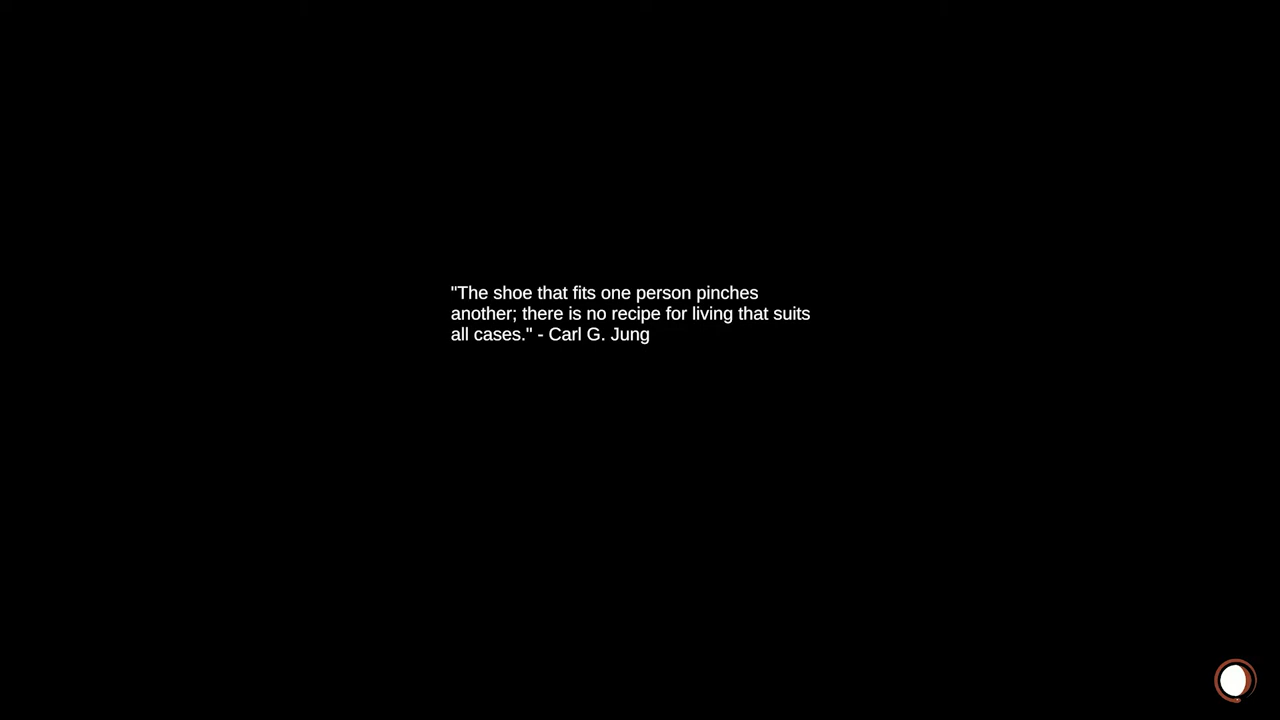 "The shoe that fits one person pinches
another; there is no recipe for living that suits
all cases." - Carl G. Jung